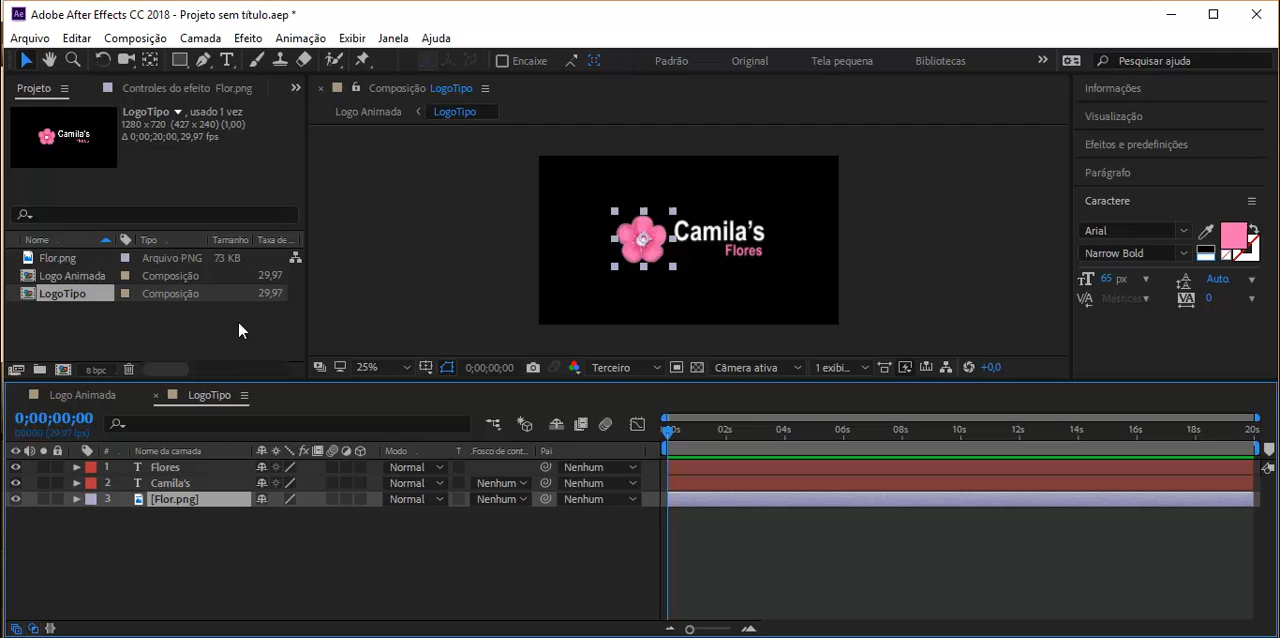 Ae Adobe After Effects CC 2018 - Projeto sem título.aep *
Arquivo Editar Composição Camada Efeito Animação Exibir Janela Ajuda
Encaixe Padrão Original Tela pequena Bibliotecas Pesquisar ajuda
Projeto Controles do efeito Flor.png
LogoTipo , usado 1 vez
1280 x 720 (427 x 240) (1,00)
Δ 0;00;20;00, 29,97 fps
Camila's
Nome Tipo Tamanho Taxa de...
Flor.png Arquivo PNG 73 KB
Logo Animada Composição 29,97
LogoTipo Composição 29,97
8 bpc
Composição LogoTipo
Logo Animada LogoTipo
Camila's
Flores
25% 0;00;00;00 Terceiro Câmera ativa 1 exibi... +0,0
Informações
Visualização
Efeitos e predefinições
Parágrafo
Caractere
Arial
Narrow Bold
65 px Auto.
Métricas 0
Logo Animada LogoTipo
0;00;00;00
00000 (29.97 fps)
02s 04s 06s 08s 10s 12s 14s 16s 18s 20s
# Nome da camada fx Modo T Fosco de cont... Pai
1 T Flores Normal Nenhum
2 T Camila's Normal Nenhum Nenhum
3 [Flor.png] Normal Nenhum Nenhum